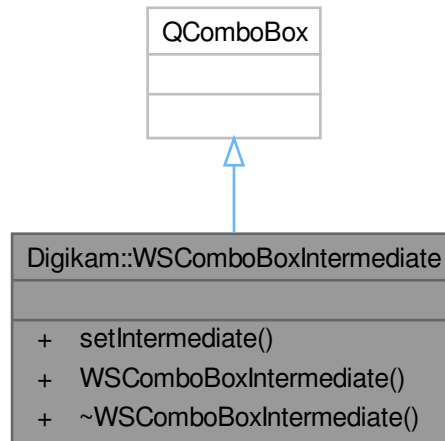 QComboBox
Digikam::WSComboBoxIntermediate
+ setIntermediate()
+ WSComboBoxIntermediate()
+ ~WSComboBoxIntermediate()